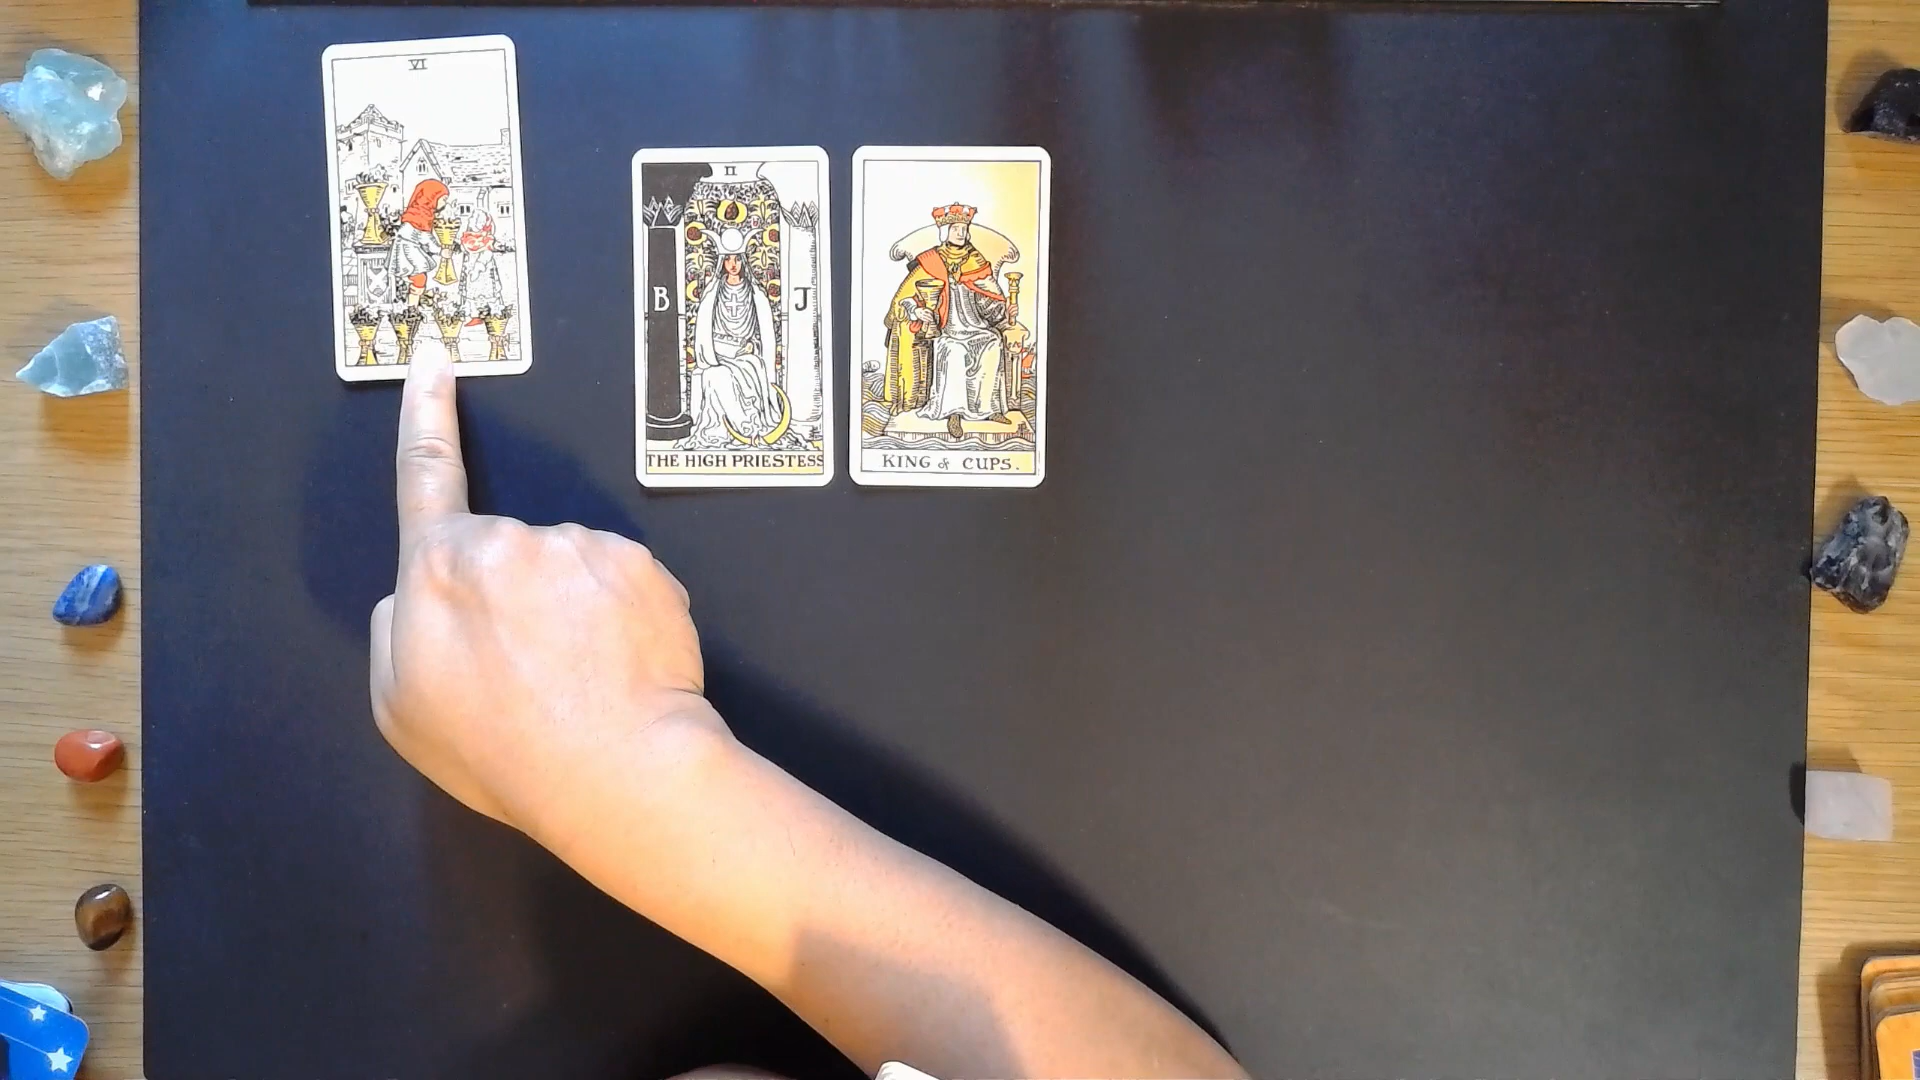 VI
II
B
J
THE HIGH PRIESTESS
KING of CUPS.